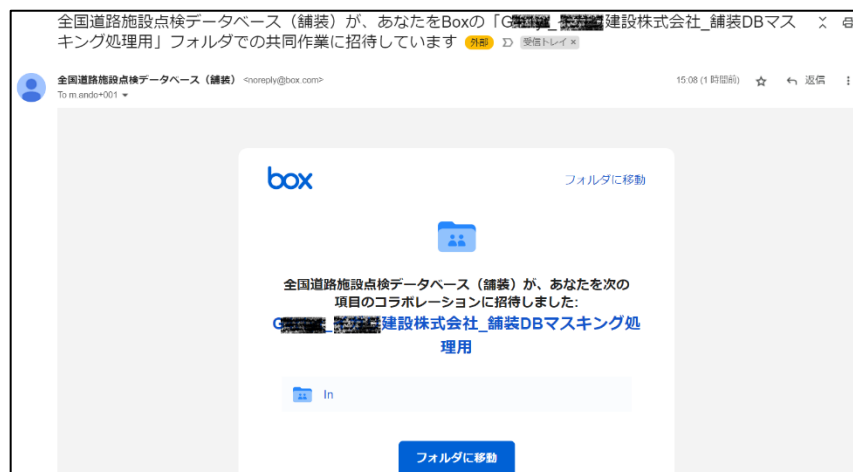 全国道路施設点検データベース（舗装）が、あなたをBoxの「G 建設株式会社_舗装DBマス
キング処理用」フォルダでの共同作業に招待しています 外部 受信トレイ ×
全国道路施設点検データベース（舗装） <noreply@box.com>
15:08 (1 時間前)
返信
To m.ando+001
box
フォルダに移動
全国道路施設点検データベース（舗装）が、あなたを次の
項目のコラボレーションに招待しました:
G 建設株式会社_舗装DBマスキング処
理用
In
フォルダに移動